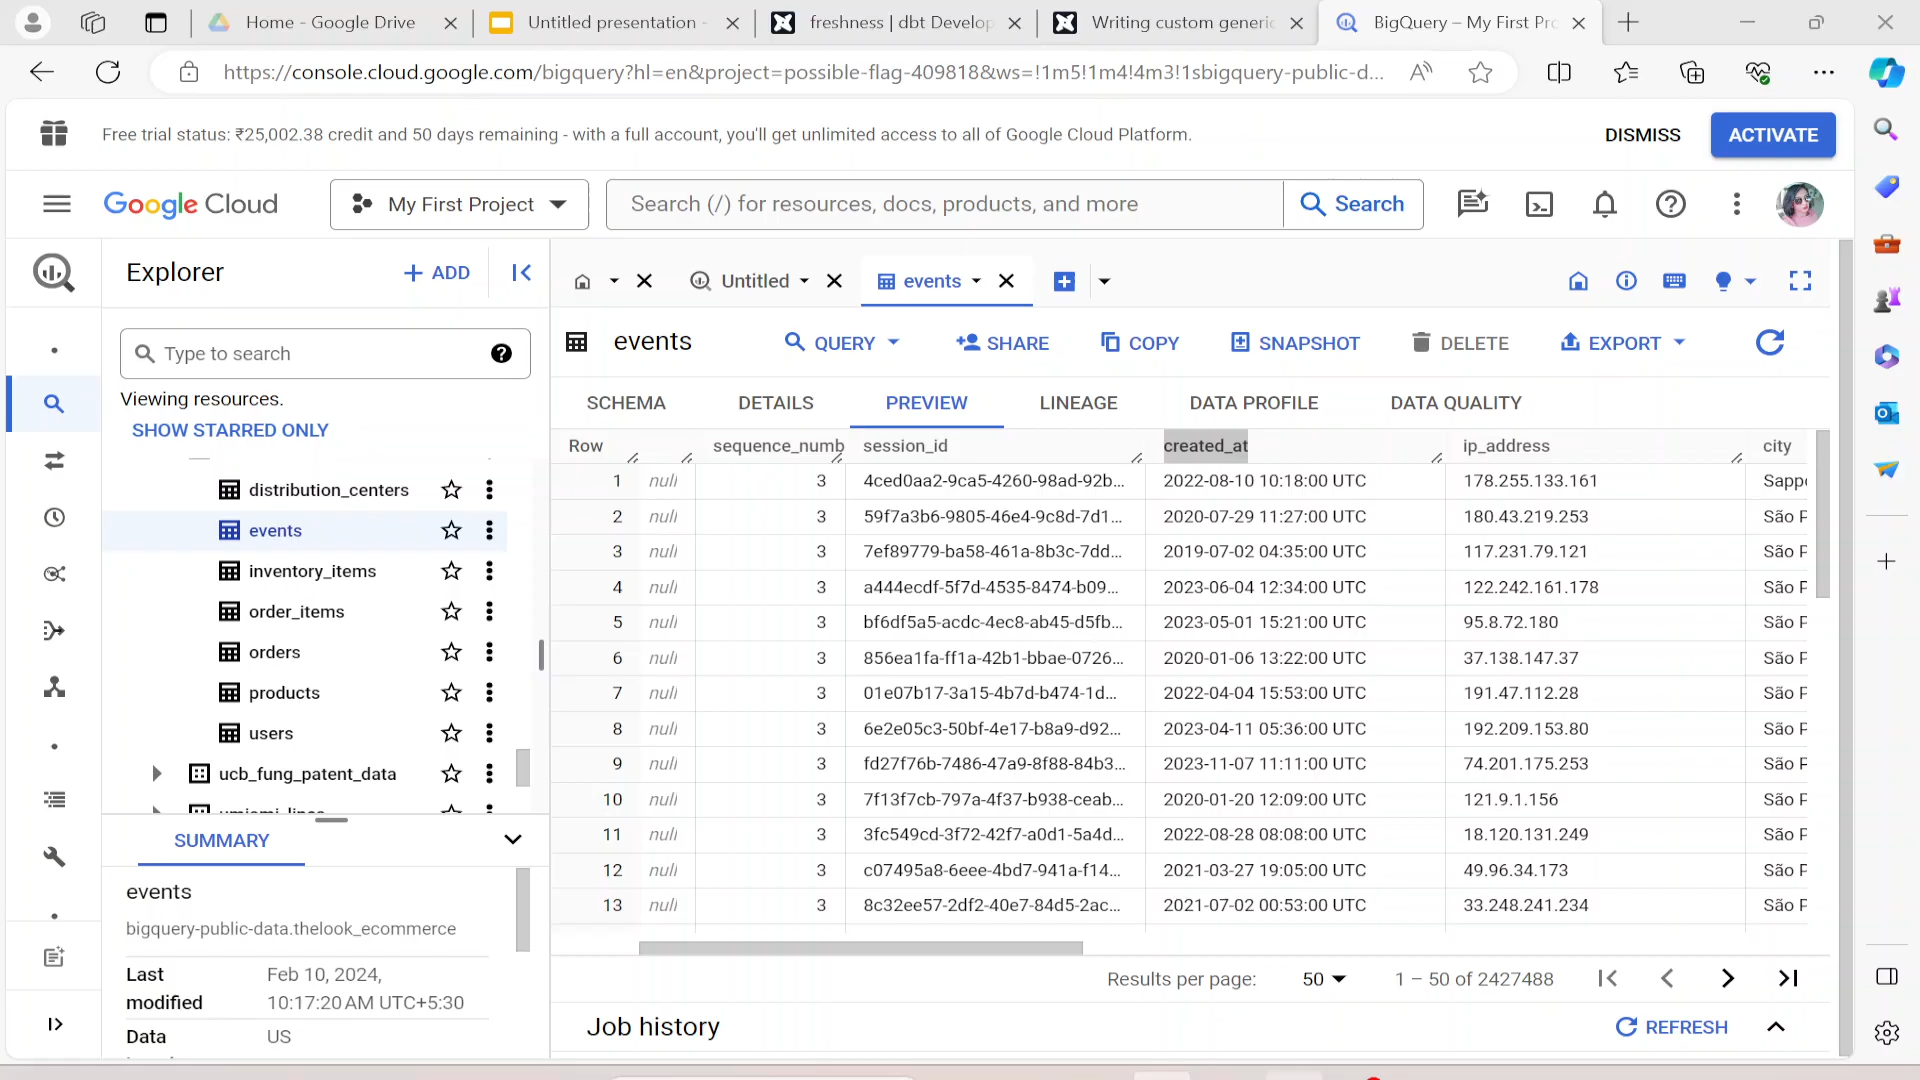 Home - Google Drive
Untitled presentation -
freshness | dbt Develop
Writing custom generic
BigQuery – My First Pro
https://console.cloud.google.com/bigquery?hl=en&project=possible-flag-409818&ws=!1m5!1m4!4m3!1sbigquery-public-d...
Free trial status: ₹25,002.38 credit and 50 days remaining - with a full account, you'll get unlimited access to all of Google Cloud Platform.
DISMISS
ACTIVATE
Google Cloud
My First Project
Search (/) for resources, docs, products, and more
Search
Explorer
+ ADD
Untitled
events
Type to search
events
QUERY
SHARE
COPY
SNAPSHOT
DELETE
EXPORT
Viewing resources.
SHOW STARRED ONLY
SCHEMA
DETAILS
PREVIEW
LINEAGE
DATA PROFILE
DATA QUALITY
distribution_centers
events
inventory_items
order_items
orders
products
users
ucb_fung_patent_data
Row sequence_numb session_id created_at ip_address city
1 null 3 4ced0aa2-9ca5-4260-98ad-92b... 2022-08-10 10:18:00 UTC 178.255.133.161 Sappo
2 null 3 59f7a3b6-9805-46e4-9c8d-7d1... 2020-07-29 11:27:00 UTC 180.43.219.253 São P
3 null 3 7ef89779-ba58-461a-8b3c-7dd... 2019-07-02 04:35:00 UTC 117.231.79.121 São P
4 null 3 a444ecdf-5f7d-4535-8474-b09... 2023-06-04 12:34:00 UTC 122.242.161.178 São P
5 null 3 bf6df5a5-acdc-4ec8-ab45-d5fb... 2023-05-01 15:21:00 UTC 95.8.72.180 São P
6 null 3 856ea1fa-ff1a-42b1-bbae-0726... 2020-01-06 13:22:00 UTC 37.138.147.37 São P
7 null 3 01e07b17-3a15-4b7d-b474-1d... 2022-04-04 15:53:00 UTC 191.47.112.28 São P
8 null 3 6e2e05c3-50bf-4e17-b8a9-d92... 2023-04-11 05:36:00 UTC 192.209.153.80 São P
9 null 3 fd27f76b-7486-47a9-8f88-84b3... 2023-11-07 11:11:00 UTC 74.201.175.253 São P
10 null 3 7f13f7cb-797a-4f37-b938-ceab... 2020-01-20 12:09:00 UTC 121.9.1.156 São P
11 null 3 3fc549cd-3f72-42f7-a0d1-5a4d... 2022-08-28 08:08:00 UTC 18.120.131.249 São P
12 null 3 c07495a8-6eee-4bd7-941a-f14... 2021-03-27 19:05:00 UTC 49.96.34.173 São P
13 null 3 8c32ee57-2df2-40e7-84d5-2ac... 2021-07-02 00:53:00 UTC 33.248.241.234 São P
SUMMARY
events
bigquery-public-data.thelook_ecommerce
Last modified
Feb 10, 2024, 10:17:20 AM UTC+5:30
Data
US
Results per page: 50 1 – 50 of 2427488
Job history
REFRESH